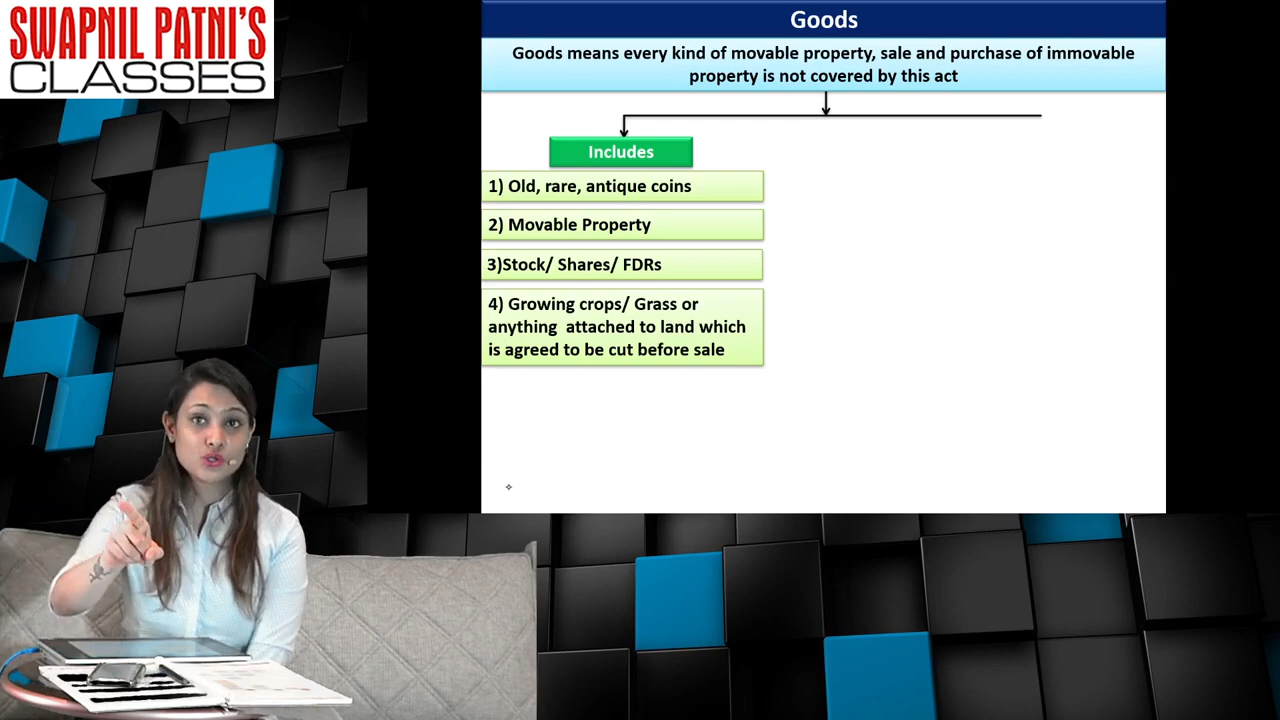 SWAPNIL PATNI'S
CLASSES
Goods
Goods means every kind of movable property, sale and purchase of immovable
property is not covered by this act
Includes
1) Old, rare, antique coins
2) Movable Property
3)Stock/ Shares/ FDRs
4) Growing crops/ Grass or
anything attached to land which
is agreed to be cut before sale